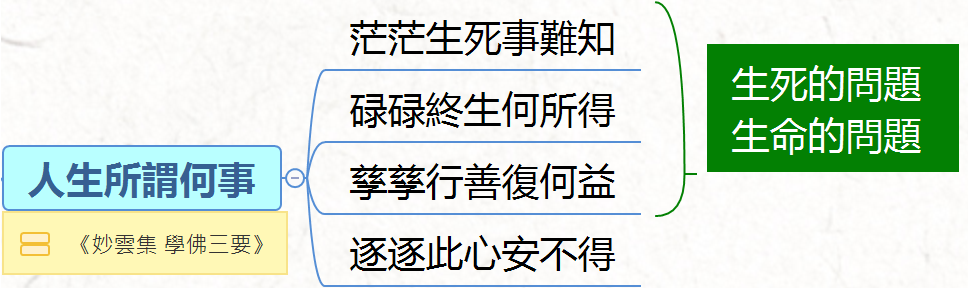 茫茫生死事難知
碌碌終生何所得
孳孳行善復何益
逐逐此心安不得
人生所謂何事
《妙雲集 學佛三要》
生死的問題
生命的問題